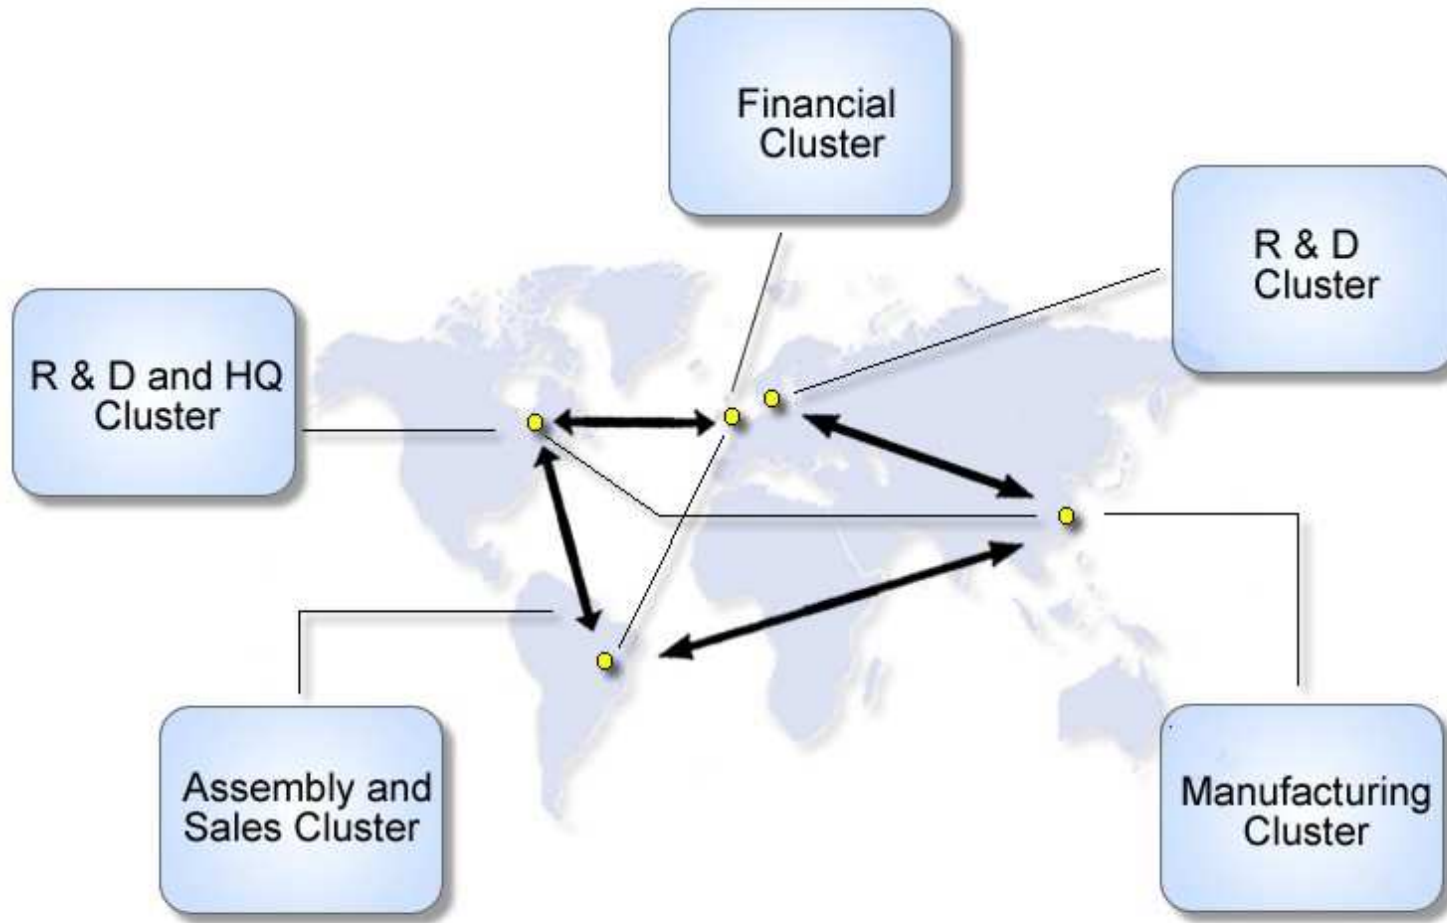 Financial
Cluster
R & D
Cluster
R & D and HQ
Cluster
Assembly and
Sales Cluster
Manufacturing
Cluster